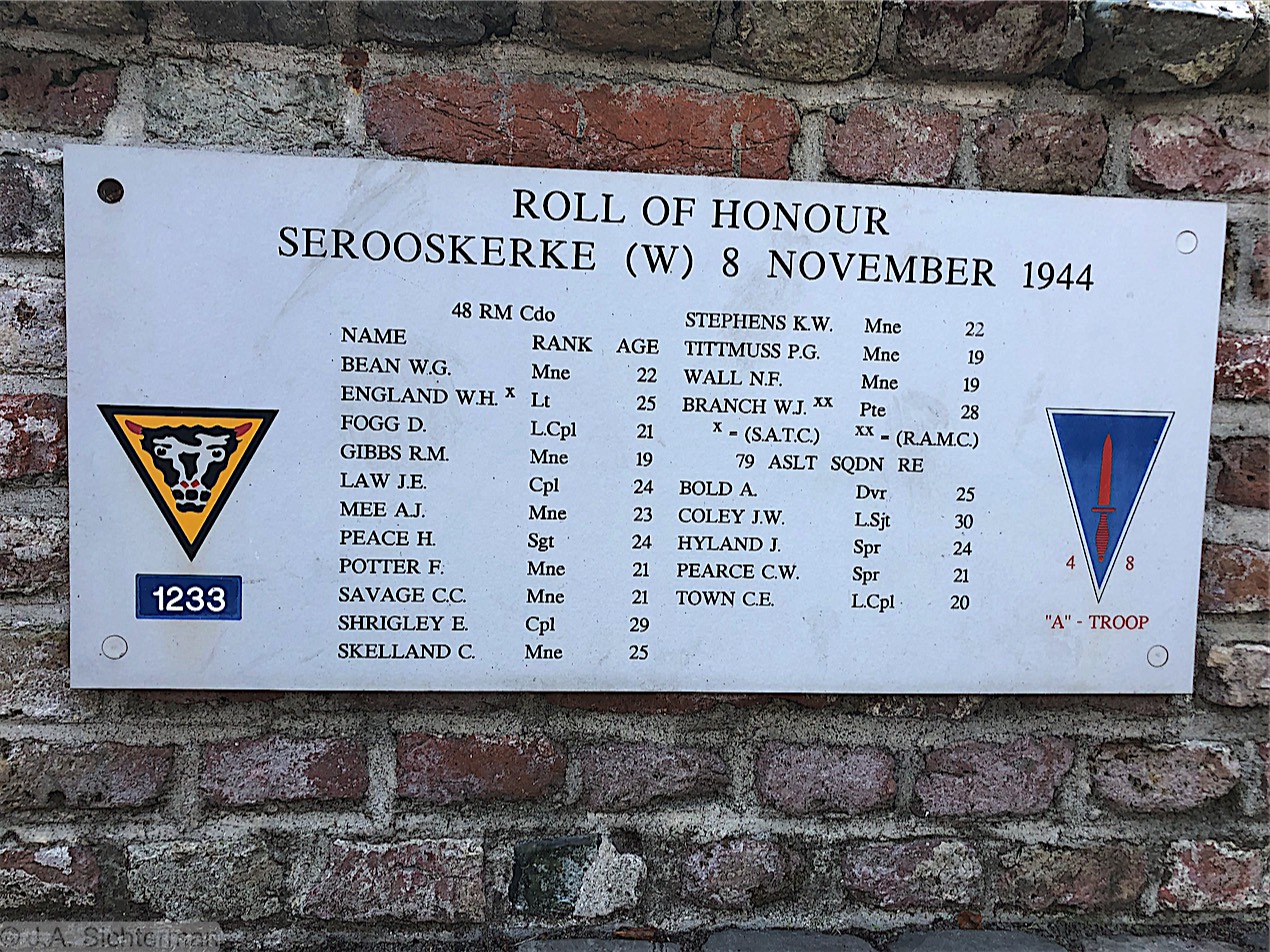 ROLL OF HONOUR
SEROOSKERKE (W) 8 NOVEMBER 1944
48 RM Cdo
NAME RANK AGE
BEAN W.G. Mne 22
ENGLAND W.H. x Lt 25
FOGG D. L.Cpl 21
GIBBS R.M. Mne 19
LAW J.E. Cpl 24
MEE A.J. Mne 23
PEACE H. Sgt 24
POTTER F. Mne 21
SAVAGE C.C. Mne 21
SHRIGLEY E. Cpl 29
SKELLAND C. Mne 25
STEPHENS K.W. Mne 22
TITTMUSS P.G. Mne 19
WALL N.F. Mne 19
BRANCH W.J. xx Pte 28
x - (S.A.T.C.) xx - (R.A.M.C.)
79 ASLT SQDN RE
BOLD A. Dvr 25
COLEY J.W. L.Sjt 30
HYLAND J. Spr 24
PEARCE C.W. Spr 21
TOWN C.E. L.Cpl 20
1233
4 8
"A" - TROOP
J.A. Sichterman